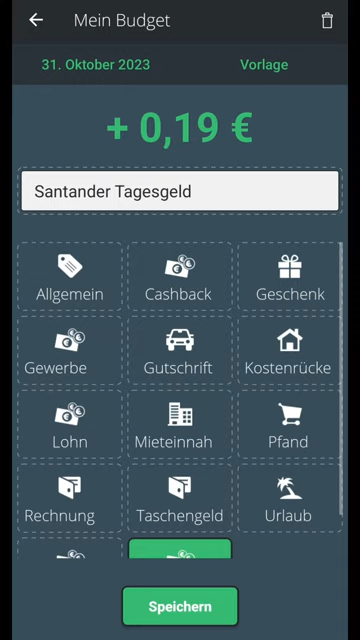 Mein Budget
31. Oktober 2023 Vorlage
+ 0,19 €
Santander Tagesgeld
Allgemein Cashback Geschenk
Gewerbe Gutschrift Kostenrücke
Lohn Mieteinnah Pfand
Rechnung Taschengeld Urlaub
Speichern